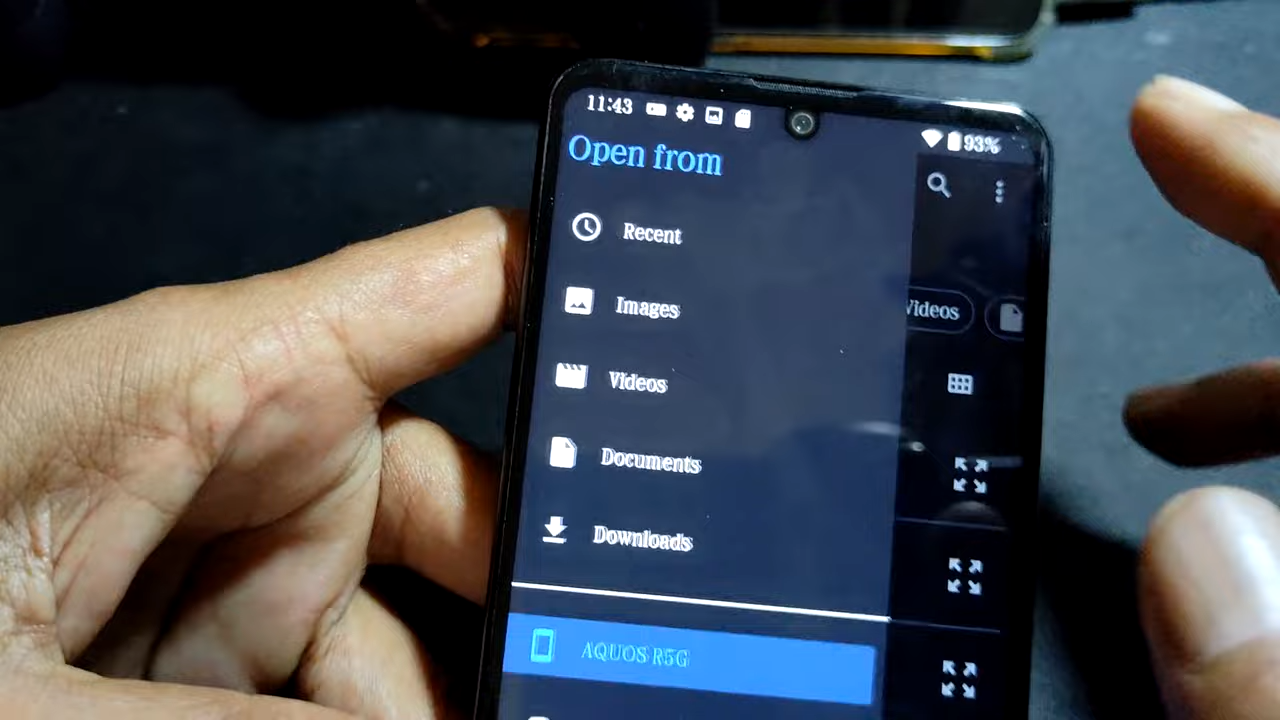 11:43
93%
Open from
Recent
Images
Videos
Videos
Documents
Downloads
AQUOS R5G